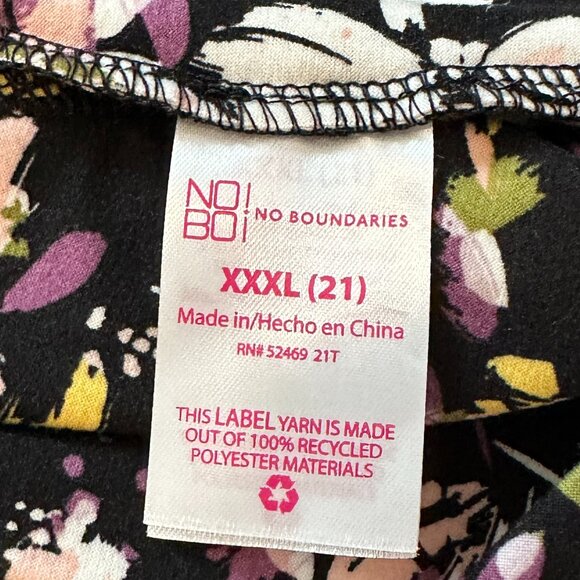 NO
BO
NO BOUNDARIES
XXXL (21)
Made in/Hecho en China
RN# 52469 21T
THIS LABEL YARN IS MADE
OUT OF 100% RECYCLED
POLYESTER MATERIALS